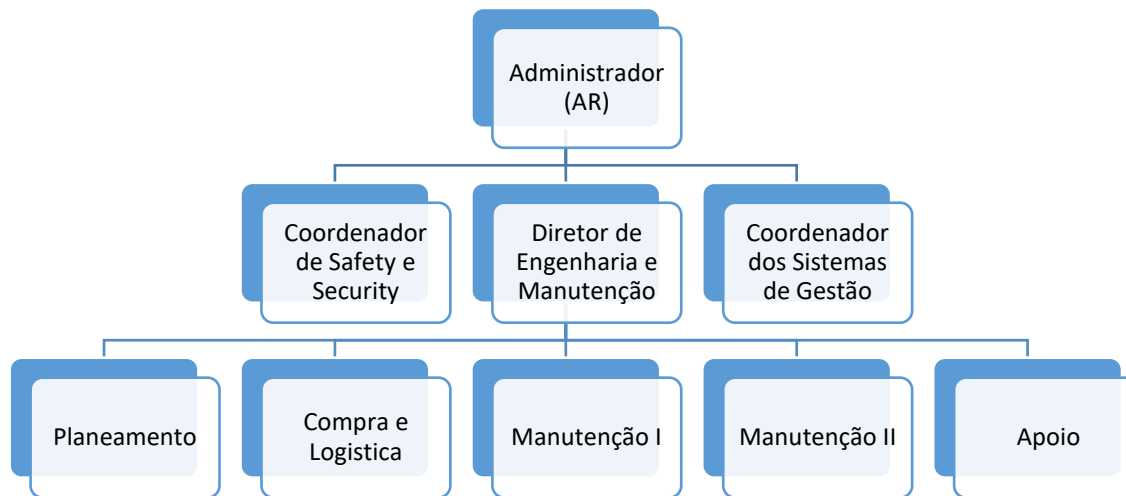 Administrador
(AR)
Coordenador
de Safety e
Security
Diretor de
Engenharia e
Manutenção
Coordenador
dos Sistemas
de Gestão
Planeamento
Compra e
Logistica
Manutenção I
Manutenção II
Apoio